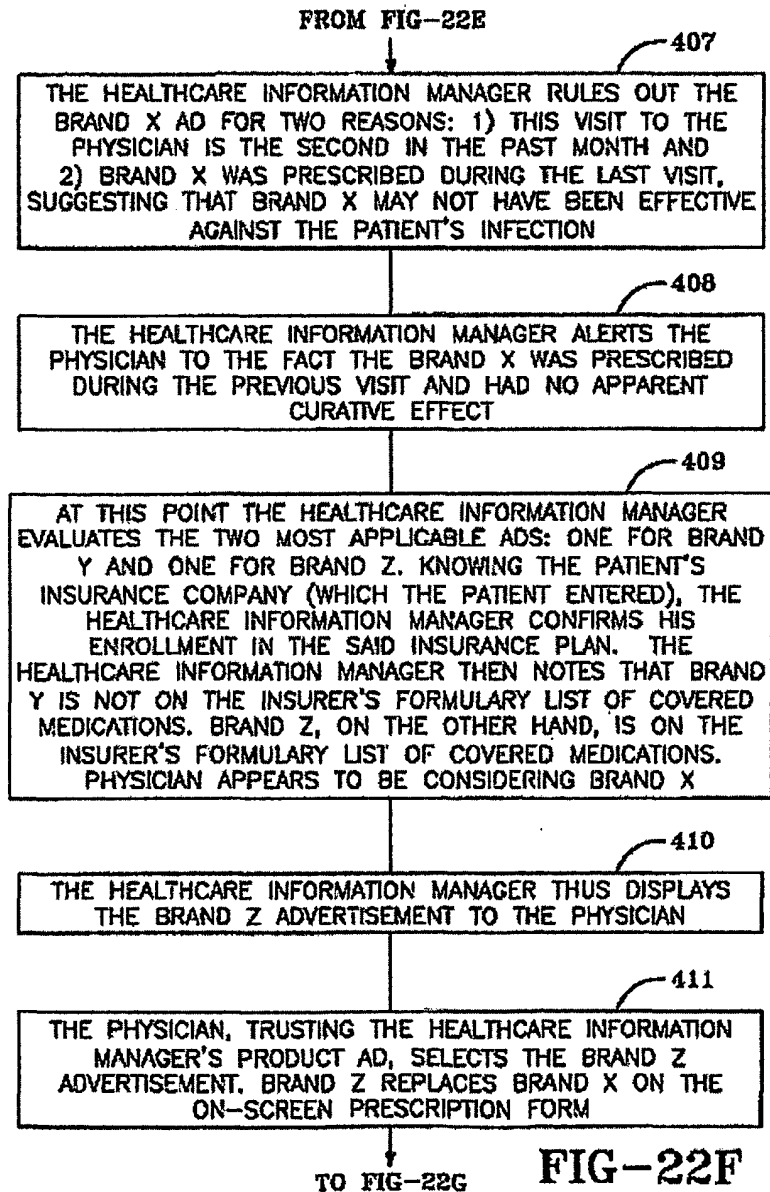 FROM FIG-22E
407
THE HEALTHCARE INFORMATION MANAGER RULES OUT THE
BRAND X AD FOR TWO REASONS: 1) THIS VISIT TO THE
PHYSICIAN IS THE SECOND IN THE PAST MONTH AND
2) BRAND X WAS PRESCRIBED DURING THE LAST VISIT,
SUGGESTING THAT BRAND X MAY NOT HAVE BEEN EFFECTIVE
AGAINST THE PATIENT'S INFECTION
408
THE HEALTHCARE INFORMATION MANAGER ALERTS THE
PHYSICIAN TO THE FACT THE BRAND X WAS PRESCRIBED
DURING THE PREVIOUS VISIT AND HAD NO APPARENT
CURATIVE EFFECT
409
AT THIS POINT THE HEALTHCARE INFORMATION MANAGER
EVALUATES THE TWO MOST APPLICABLE ADS: ONE FOR BRAND
Y AND ONE FOR BRAND Z. KNOWING THE PATIENT'S
INSURANCE COMPANY (WHICH THE PATIENT ENTERED), THE
HEALTHCARE INFORMATION MANAGER CONFIRMS HIS
ENROLLMENT IN THE SAID INSURANCE PLAN. THE
HEALTHCARE INFORMATION MANAGER THEN NOTES THAT BRAND
Y IS NOT ON THE INSURER'S FORMULARY LIST OF COVERED
MEDICATIONS. BRAND Z, ON THE OTHER HAND, IS ON THE
INSURER'S FORMULARY LIST OF COVERED MEDICATIONS.
PHYSICIAN APPEARS TO BE CONSIDERING BRAND X
410
THE HEALTHCARE INFORMATION MANAGER THUS DISPLAYS
THE BRAND Z ADVERTISEMENT TO THE PHYSICIAN
411
THE PHYSICIAN, TRUSTING THE HEALTHCARE INFORMATION
MANAGER'S PRODUCT AD, SELECTS THE BRAND Z
ADVERTISEMENT. BRAND Z REPLACES BRAND X ON THE
ON-SCREEN PRESCRIPTION FORM
TO FIG-22G
FIG-22F